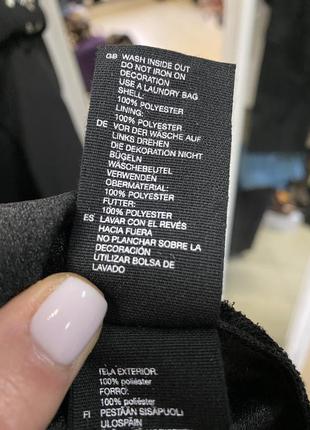 GB WASH INSIDE OUT
DO NOT IRON ON
DECORATION
USE A LAUNDRY BAG
SHELL:
100% POLYESTER
LINING:
100% POLYESTER
DE VOR DER WÄSCHE AUF
LINKS DREHEN
DIE DEKORATION NICHT
BÜGELN
WÄSCHEBEUTEL
VERWENDEN
OBERMATERIAL:
100% POLYESTER
FUTTER:
100% POLYESTER
ES LAVAR CON EL REVÉS
HACIA FUERA
NO PLANCHAR SOBRE LA
DECORACIÓN
UTILIZAR BOLSA DE
LAVADO
TELA EXTERIOR:
100% poliéster
FORRO:
100% poliéster
FI PESTÄÄN SISÄPUOLI
ULOSPÄIN